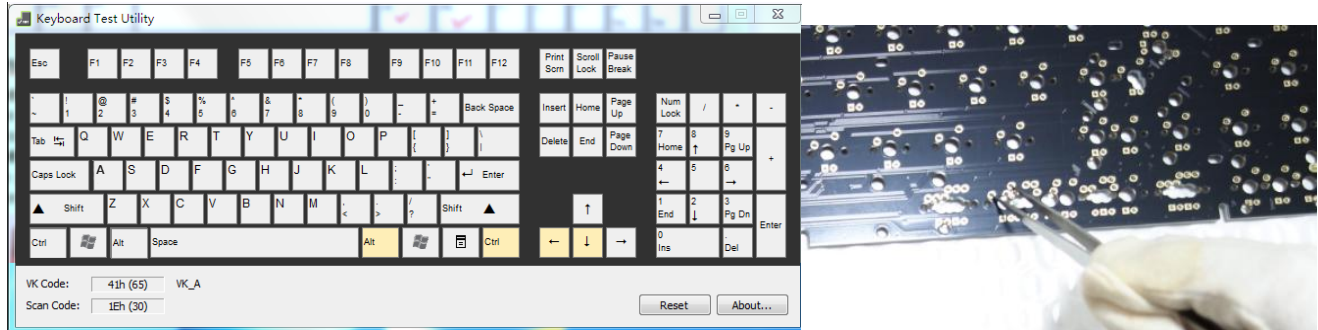 Keyboard Test Utility
Esc F1 F2 F3 F4 F5 F6 F7 F8 F9 F10 F11 F12 Print Scrn Scroll Lock Pause Break
` ~ ! 1 @ 2 # 3 $ 4 % 5 ^ 6 & 7 * 8 ( 9 ) 0 _ - + = Back Space Insert Home Page Up Num Lock / * -
Tab Q W E R T Y U I O P [ { ] } \ | Delete End Page Down 7 Home 8 ↑ 9 Pg Up +
Caps Lock A S D F G H J K L ; : Enter 4 ← 5 6 →
Shift Z X C V B N M , < . > / ? Shift ↑ 1 End 2 ↓ 3 Pg Dn Enter
Ctrl Alt Space Alt Ctrl ← ↓ → 0 Ins . Del
VK Code: 41h (65) VK_A
Scan Code: 1Eh (30) Reset About...